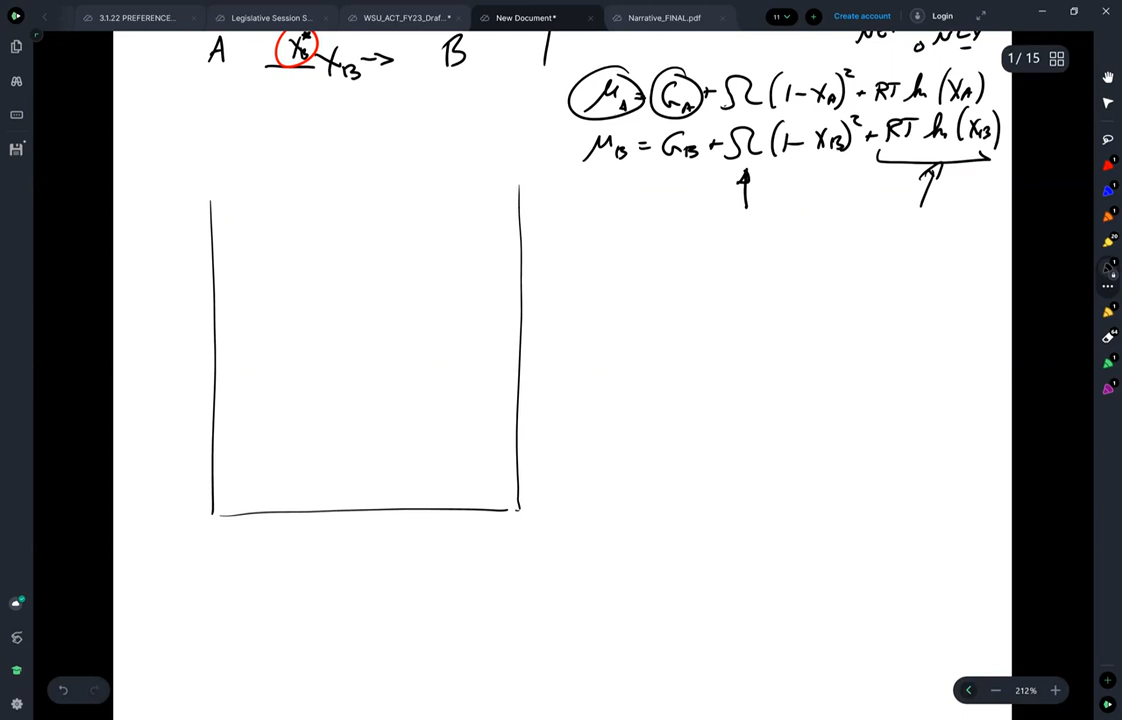 3.1.22 PREFERENCE...
Legislative Session S...
WSU_ACT_FY23_Draf...*
New Document*
Narrative_FINAL.pdf
11
Create account
Login
1 / 15
A X_B* X_B → B
μ_A = G_A + Ω (1-X_A)² + RT ln (X_A)
μ_B = G_B + Ω (1-X_B)² + RT ln (X_B)
212%